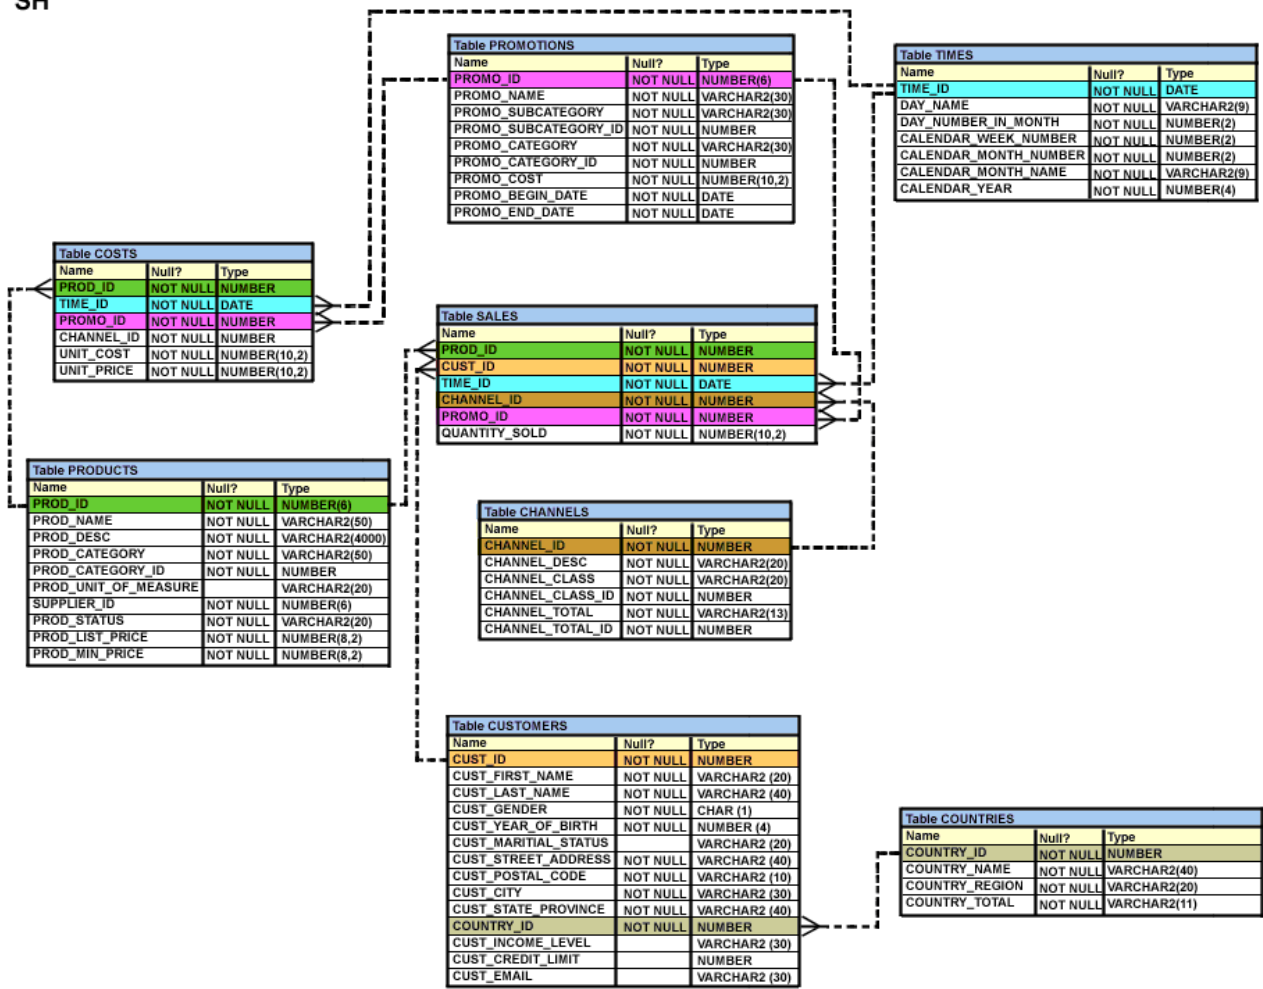 SH
Table PROMOTIONS
Name Null? Type
PROMO_ID NOT NULL NUMBER(6)
PROMO_NAME NOT NULL VARCHAR2(30)
PROMO_SUBCATEGORY NOT NULL VARCHAR2(30)
PROMO_SUBCATEGORY_ID NOT NULL NUMBER
PROMO_CATEGORY NOT NULL VARCHAR2(30)
PROMO_CATEGORY_ID NOT NULL NUMBER
PROMO_COST NOT NULL NUMBER(10,2)
PROMO_BEGIN_DATE NOT NULL DATE
PROMO_END_DATE NOT NULL DATE
Table TIMES
Name Null? Type
TIME_ID NOT NULL DATE
DAY_NAME NOT NULL VARCHAR2(9)
DAY_NUMBER_IN_MONTH NOT NULL NUMBER(2)
CALENDAR_WEEK_NUMBER NOT NULL NUMBER(2)
CALENDAR_MONTH_NUMBER NOT NULL NUMBER(2)
CALENDAR_MONTH_NAME NOT NULL VARCHAR2(9)
CALENDAR_YEAR NOT NULL NUMBER(4)
Table COSTS
Name Null? Type
PROD_ID NOT NULL NUMBER
TIME_ID NOT NULL DATE
PROMO_ID NOT NULL NUMBER
CHANNEL_ID NOT NULL NUMBER
UNIT_COST NOT NULL NUMBER(10,2)
UNIT_PRICE NOT NULL NUMBER(10,2)
Table SALES
Name Null? Type
PROD_ID NOT NULL NUMBER
CUST_ID NOT NULL NUMBER
TIME_ID NOT NULL DATE
CHANNEL_ID NOT NULL NUMBER
PROMO_ID NOT NULL NUMBER
QUANTITY_SOLD NOT NULL NUMBER(10,2)
Table PRODUCTS
Name Null? Type
PROD_ID NOT NULL NUMBER(6)
PROD_NAME NOT NULL VARCHAR2(50)
PROD_DESC NOT NULL VARCHAR2(4000)
PROD_CATEGORY NOT NULL VARCHAR2(50)
PROD_CATEGORY_ID NOT NULL NUMBER
PROD_UNIT_OF_MEASURE VARCHAR2(20)
SUPPLIER_ID NOT NULL NUMBER(6)
PROD_STATUS NOT NULL VARCHAR2(20)
PROD_LIST_PRICE NOT NULL NUMBER(8,2)
PROD_MIN_PRICE NOT NULL NUMBER(8,2)
Table CHANNELS
Name Null? Type
CHANNEL_ID NOT NULL NUMBER
CHANNEL_DESC NOT NULL VARCHAR2(20)
CHANNEL_CLASS NOT NULL VARCHAR2(20)
CHANNEL_CLASS_ID NOT NULL NUMBER
CHANNEL_TOTAL NOT NULL VARCHAR2(13)
CHANNEL_TOTAL_ID NOT NULL NUMBER
Table CUSTOMERS
Name Null? Type
CUST_ID NOT NULL NUMBER
CUST_FIRST_NAME NOT NULL VARCHAR2 (20)
CUST_LAST_NAME NOT NULL VARCHAR2 (40)
CUST_GENDER NOT NULL CHAR (1)
CUST_YEAR_OF_BIRTH NOT NULL NUMBER (4)
CUST_MARITIAL_STATUS VARCHAR2 (20)
CUST_STREET_ADDRESS NOT NULL VARCHAR2 (40)
CUST_POSTAL_CODE NOT NULL VARCHAR2 (10)
CUST_CITY NOT NULL VARCHAR2 (30)
CUST_STATE_PROVINCE NOT NULL VARCHAR2 (40)
COUNTRY_ID NOT NULL NUMBER
CUST_INCOME_LEVEL VARCHAR2 (30)
CUST_CREDIT_LIMIT NUMBER
CUST_EMAIL VARCHAR2 (30)
Table COUNTRIES
Name Null? Type
COUNTRY_ID NOT NULL NUMBER
COUNTRY_NAME NOT NULL VARCHAR2(40)
COUNTRY_REGION NOT NULL VARCHAR2(20)
COUNTRY_TOTAL NOT NULL VARCHAR2(11)